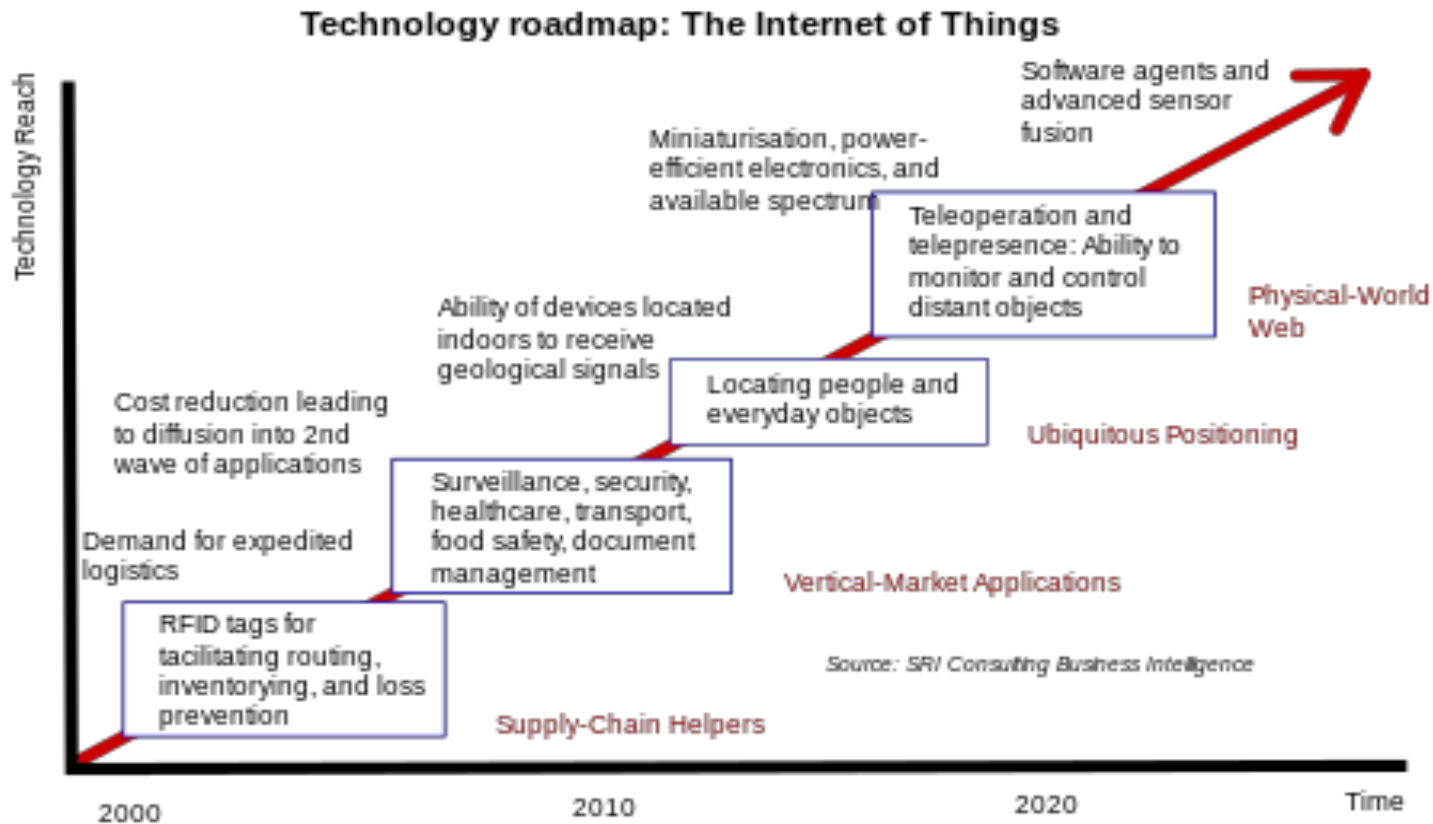 Technology roadmap: The Internet of Things
Technology Reach
Software agents and
advanced sensor
fusion
Miniaturisation, power-
efficient electronics, and
available spectrum
Teleoperation and
telepresence: Ability to
monitor and control
distant objects
Physical-World
Web
Ability of devices located
indoors to receive
geological signals
Locating people and
everyday objects
Ubiquitous Positioning
Cost reduction leading
to diffusion into 2nd
wave of applications
Surveillance, security,
healthcare, transport,
food safety, document
management
Vertical-Market Applications
Demand for expedited
logistics
RFID tags for
tacilitating routing,
inventorying, and loss
prevention
Supply-Chain Helpers
Source: SRI Consulting Business Intelligence
2000
2010
2020
Time